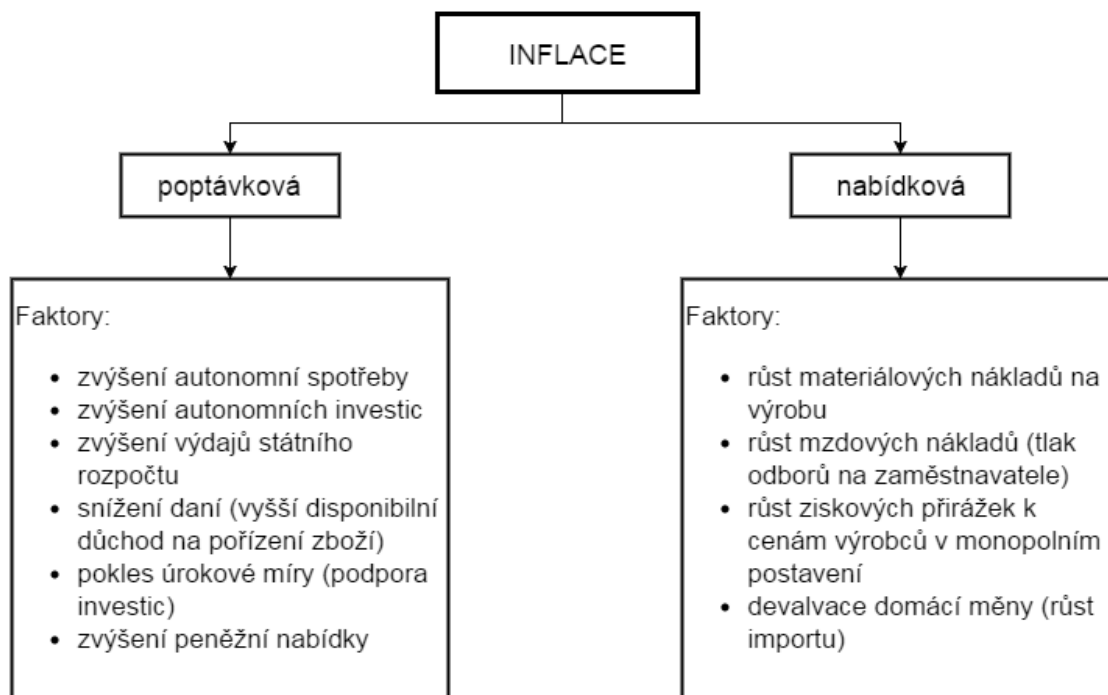 INFLACE
poptávková
nabídková
Faktory:
• zvýšení autonomní spotřeby
• zvýšení autonomních investic
• zvýšení výdajů státního
rozpočtu
• snížení daní (vyšší disponibilní
důchod na pořízení zboží)
• pokles úrokové míry (podpora
investic)
• zvýšení peněžní nabídky
Faktory:
• růst materiálových nákladů na
výrobu
• růst mzdových nákladů (tlak
odborů na zaměstnavatele)
• růst ziskových přirážek k
cenám výrobců v monopolním
postavení
• devalvace domácí měny (růst
importu)